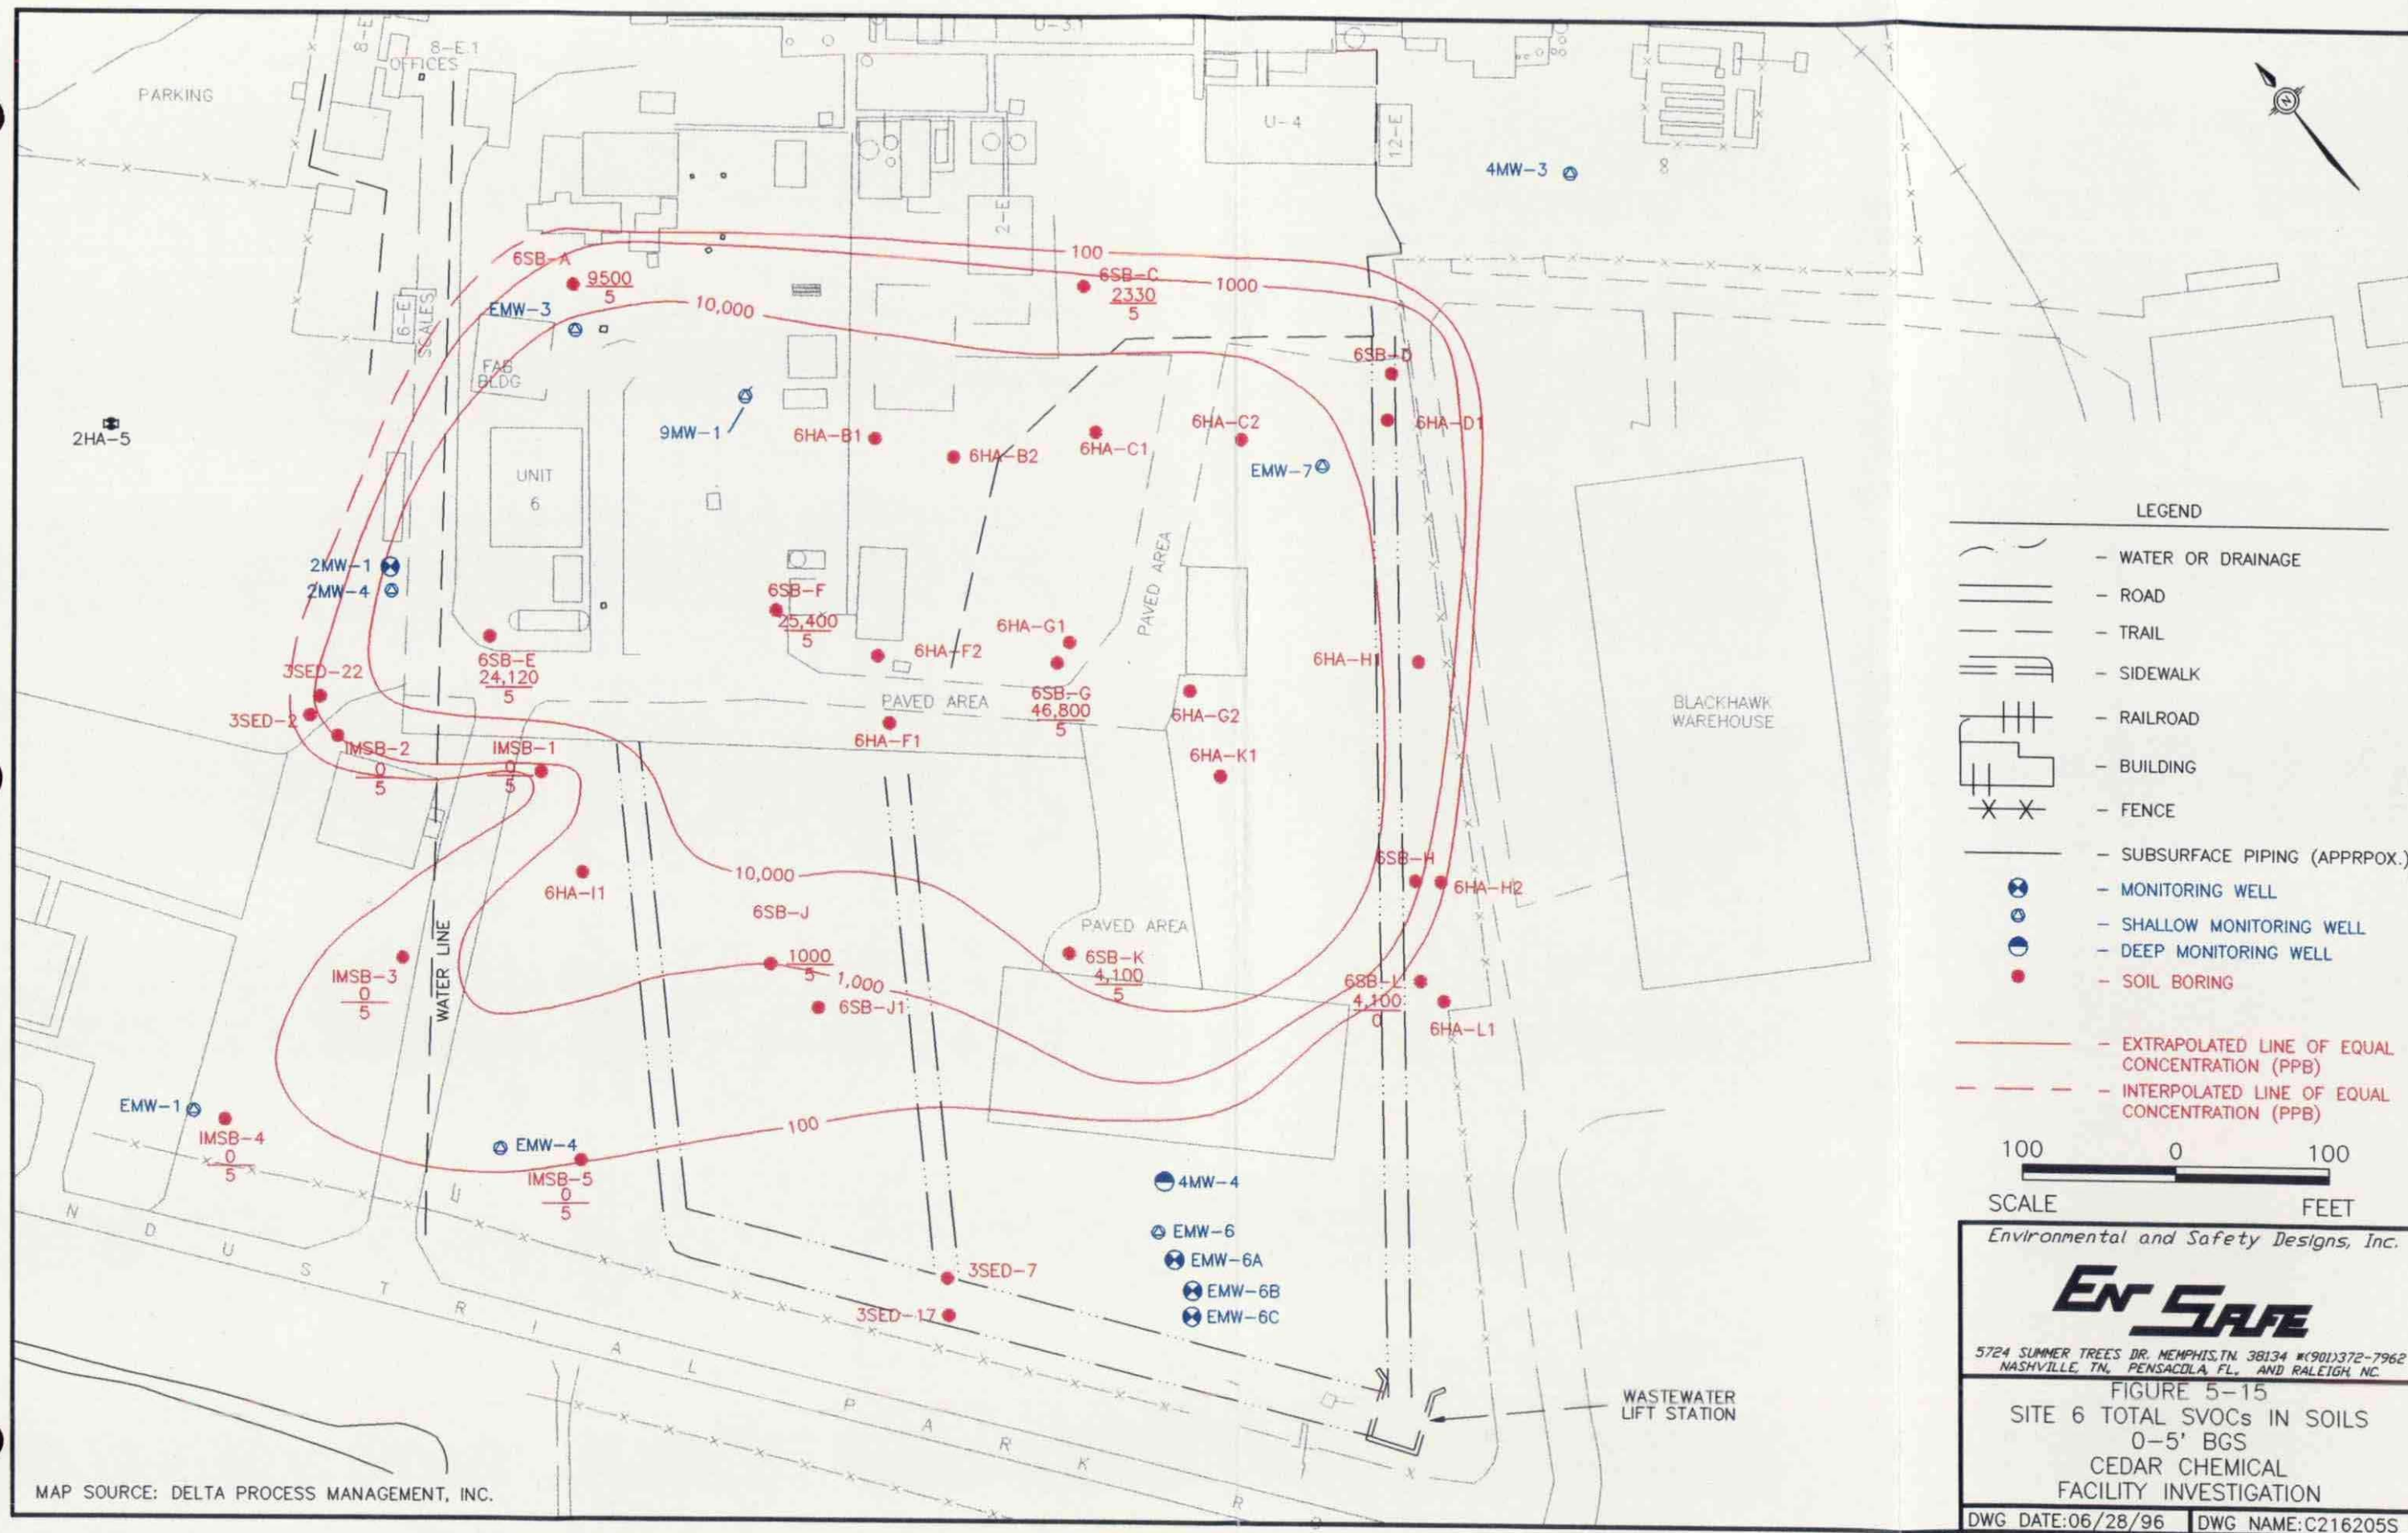 8-E
8-E.1
OFFICES
PARKING
U-3.1
U-4
12-E
8
4MW-3
N
2-E
100
6SB-A
9500
5
6SB-C
2330
5
1000
10,000
EMW-3
6-E
SCALES
FAB
BLDG
6SB-D
2HA-5
9MW-1
6HA-B1
6HA-B2
6HA-C1
6HA-C2
6HA-D1
EMW-7
UNIT
6
PAVED AREA
2MW-1
2MW-4
6SB-F
25,400
5
6HA-G1
6HA-F2
6HA-H1
6SB-E
24,120
5
3SED-22
3SED-2
PAVED AREA
6SB-G
46,800
5
6HA-G2
6HA-F1
BLACKHAWK
WAREHOUSE
IMSB-2
0
5
IMSB-1
0
5
6HA-K1
10,000
6SB-H
6HA-H2
6HA-I1
6SB-J
1000
5
1,000
6SB-J1
PAVED AREA
6SB-K
4,100
5
WATER LINE
IMSB-3
0
5
6SB-L
4,100
0
6HA-L1
EMW-1
IMSB-4
0
5
EMW-4
IMSB-5
0
5
100
4MW-4
EMW-6
EMW-6A
EMW-6B
EMW-6C
3SED-7
3SED-17
NDUSTRIAL PARK R
WASTEWATER
LIFT STATION
MAP SOURCE: DELTA PROCESS MANAGEMENT, INC.
LEGEND
- WATER OR DRAINAGE
- ROAD
- TRAIL
- SIDEWALK
- RAILROAD
- BUILDING
- FENCE
- SUBSURFACE PIPING (APPRPOX.)
- MONITORING WELL
- SHALLOW MONITORING WELL
- DEEP MONITORING WELL
- SOIL BORING
- EXTRAPOLATED LINE OF EQUAL
CONCENTRATION (PPB)
- INTERPOLATED LINE OF EQUAL
CONCENTRATION (PPB)
100 0 100
SCALE FEET
Environmental and Safety Designs, Inc.
EN SAFE
5724 SUMMER TREES DR. MEMPHIS,TN. 38134 #(901)372-7962
NASHVILLE, TN, PENSACOLA, FL., AND RALEIGH, NC.
FIGURE 5-15
SITE 6 TOTAL SVOCs IN SOILS
0-5' BGS
CEDAR CHEMICAL
FACILITY INVESTIGATION
DWG DATE:06/28/96 DWG NAME:C216205S